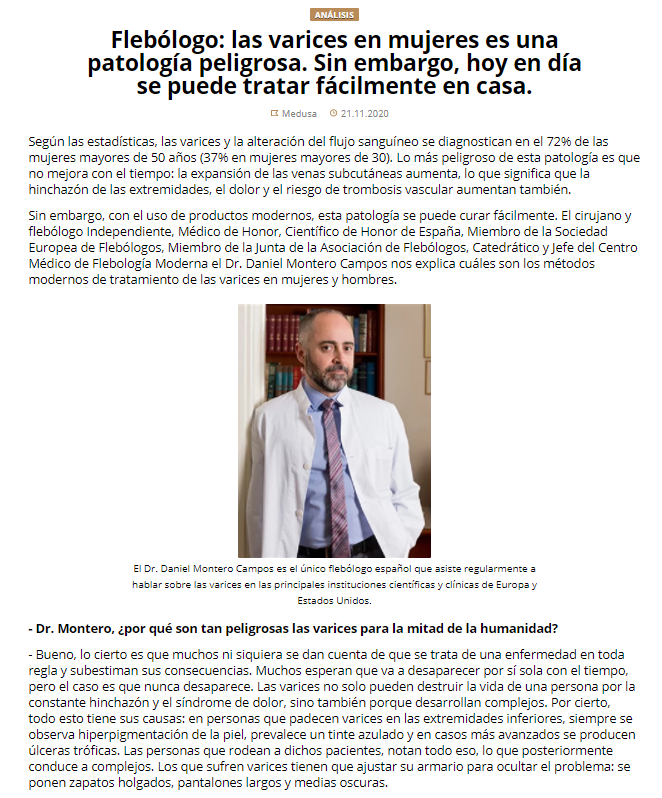 ANÁLISIS
Flebólogo: las varices en mujeres es una
patología peligrosa. Sin embargo, hoy en día
se puede tratar fácilmente en casa.
Medusa 21.11.2020
Según las estadísticas, las varices y la alteración del flujo sanguíneo se diagnostican en el 72% de las
mujeres mayores de 50 años (37% en mujeres mayores de 30). Lo más peligroso de esta patología es que
no mejora con el tiempo: la expansión de las venas subcutáneas aumenta, lo que significa que la
hinchazón de las extremidades, el dolor y el riesgo de trombosis vascular aumentan también.
Sin embargo, con el uso de productos modernos, esta patología se puede curar fácilmente. El cirujano y
flebólogo Independiente, Médico de Honor, Científico de Honor de España, Miembro de la Sociedad
Europea de Flebólogos, Miembro de la Junta de la Asociación de Flebólogos, Catedrático y Jefe del Centro
Médico de Flebología Moderna el Dr. Daniel Montero Campos nos explica cuáles son los métodos
modernos de tratamiento de las varices en mujeres y hombres.
El Dr. Daniel Montero Campos es el único flebólogo español que asiste regularmente a
hablar sobre las varices en las principales instituciones científicas y clínicas de Europa y
Estados Unidos.
- Dr. Montero, ¿por qué son tan peligrosas las varices para la mitad de la humanidad?
- Bueno, lo cierto es que muchos ni siquiera se dan cuenta de que se trata de una enfermedad en toda
regla y subestiman sus consecuencias. Muchos esperan que va a desaparecer por sí sola con el tiempo,
pero el caso es que nunca desaparece. Las varices no solo pueden destruir la vida de una persona por la
constante hinchazón y el síndrome de dolor, sino también porque desarrollan complejos. Por cierto,
todo esto tiene sus causas: en personas que padecen varices en las extremidades inferiores, siempre se
observa hiperpigmentación de la piel, prevalece un tinte azulado y en casos más avanzados se producen
úlceras tróficas. Las personas que rodean a dichos pacientes, notan todo eso, lo que posteriormente
conduce a complejos. Los que sufren varices tienen que ajustar su armario para ocultar el problema: se
ponen zapatos holgados, pantalones largos y medias oscuras.